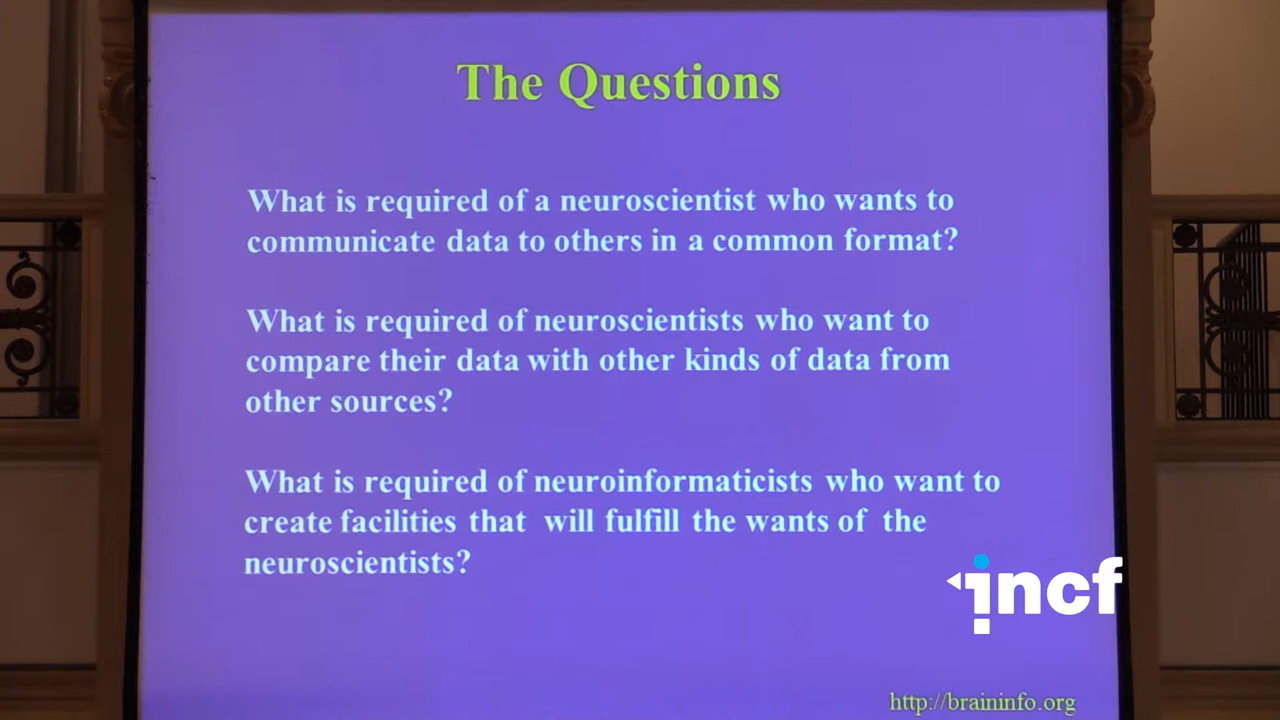 The Questions
What is required of a neuroscientist who wants to
communicate data to others in a common format?
What is required of neuroscientists who want to
compare their data with other kinds of data from
other sources?
What is required of neuroinformaticists who want to
create facilities that will fulfill the wants of the
neuroscientists?
incf
http://braininfo.org